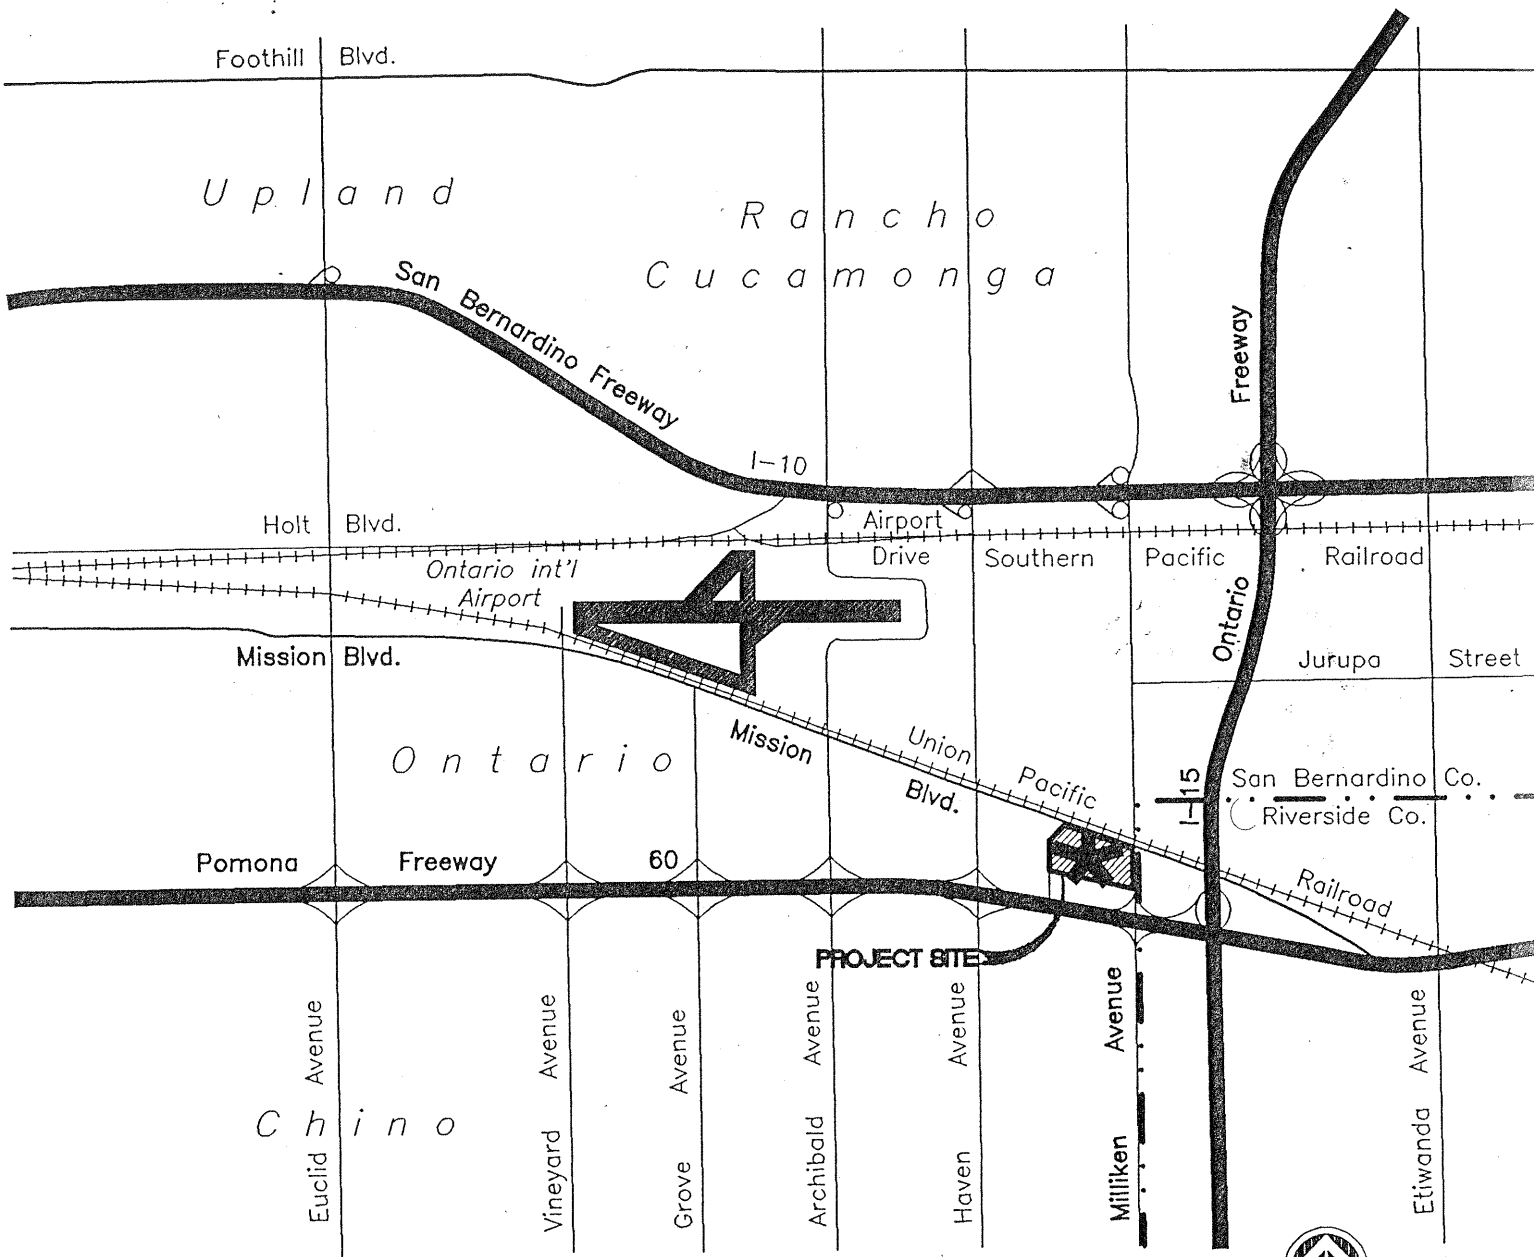 Foothill Blvd.
Upland
Rancho
Cucamonga
San Bernardino Freeway
Freeway
I-10
Holt Blvd.
Airport
Drive
Southern Pacific Railroad
Ontario int'l
Airport
Ontario
Mission Blvd.
Jurupa Street
Mission Blvd.
Union Pacific
Ontario
I-15
San Bernardino Co.
Riverside Co.
Pomona Freeway 60
Railroad
PROJECT SITE
Euclid Avenue
Vineyard Avenue
Grove Avenue
Archibald Avenue
Haven Avenue
Milliken Avenue
Etiwanda Avenue
Chino